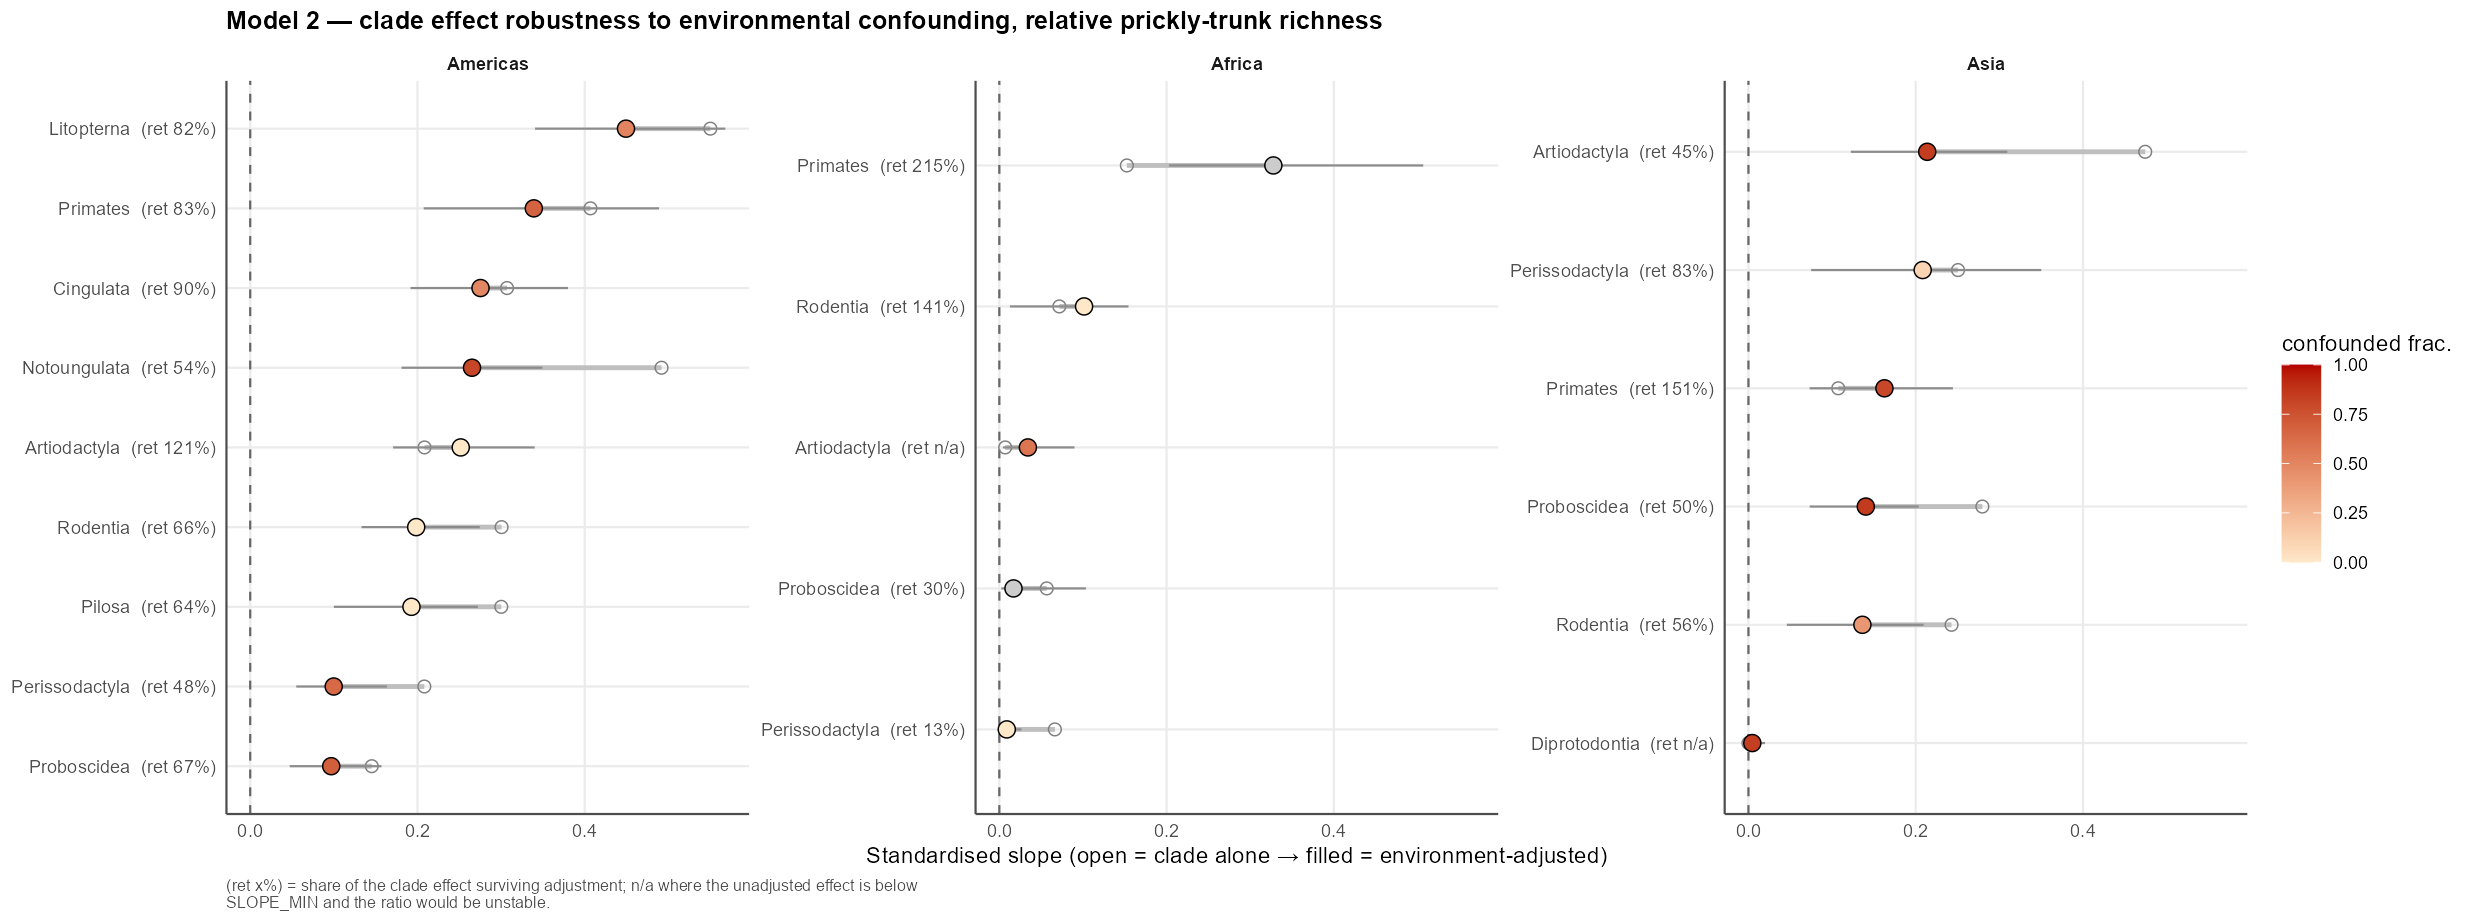 Model 2 — clade effect robustness to environmental confounding, relative prickly-trunk richness
Americas
Litopterna (ret 82%)
Primates (ret 83%)
Cingulata (ret 90%)
Notoungulata (ret 54%)
Artiodactyla (ret 121%)
Rodentia (ret 66%)
Pilosa (ret 64%)
Perissodactyla (ret 48%)
Proboscidea (ret 67%)
0.0 0.2 0.4
Africa
Primates (ret 215%)
Rodentia (ret 141%)
Artiodactyla (ret n/a)
Proboscidea (ret 30%)
Perissodactyla (ret 13%)
0.0 0.2 0.4
Asia
Artiodactyla (ret 45%)
Perissodactyla (ret 83%)
Primates (ret 151%)
Proboscidea (ret 50%)
Rodentia (ret 56%)
Diprotodontia (ret n/a)
0.0 0.2 0.4
confounded frac.
1.00
0.75
0.50
0.25
0.00
Standardised slope (open = clade alone → filled = environment-adjusted)
(ret x%) = share of the clade effect surviving adjustment; n/a where the unadjusted effect is below
SLOPE_MIN and the ratio would be unstable.